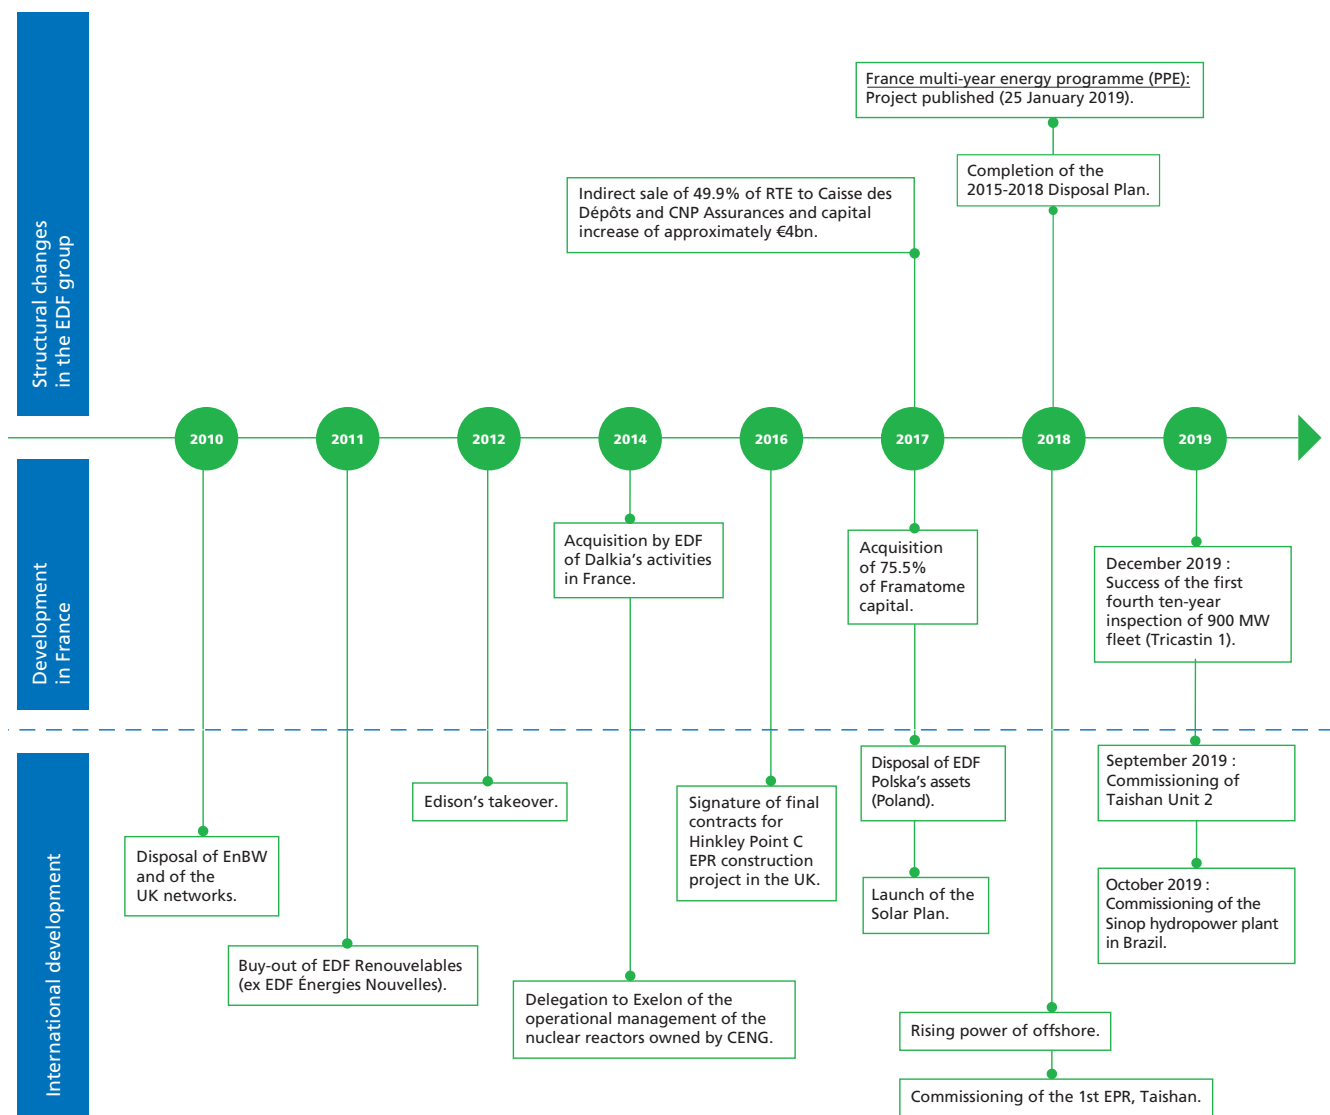 Structural changes
in the EDF group
France multi-year energy programme (PPE):
Project published (25 January 2019).
Completion of the
2015-2018 Disposal Plan.
Indirect sale of 49.9% of RTE to Caisse des
Dépôts and CNP Assurances and capital
increase of approximately €4bn.
2010
2011
2012
2014
2016
2017
2018
2019
Development
in France
Acquisition by EDF
of Dalkia's activities
in France.
Acquisition
of 75.5%
of Framatome
capital.
December 2019 :
Success of the first
fourth ten-year
inspection of 900 MW
fleet (Tricastin 1).
International development
Disposal of EnBW
and of the
UK networks.
Buy-out of EDF Renouvelables
(ex EDF Énergies Nouvelles).
Edison's takeover.
Delegation to Exelon of the
operational management of the
nuclear reactors owned by CENG.
Signature of final
contracts for
Hinkley Point C
EPR construction
project in the UK.
Disposal of EDF
Polska's assets
(Poland).
Launch of the
Solar Plan.
Rising power of offshore.
Commissioning of the 1st EPR, Taishan.
September 2019 :
Commissioning of
Taishan Unit 2
October 2019 :
Commissioning of the
Sinop hydropower plant
in Brazil.